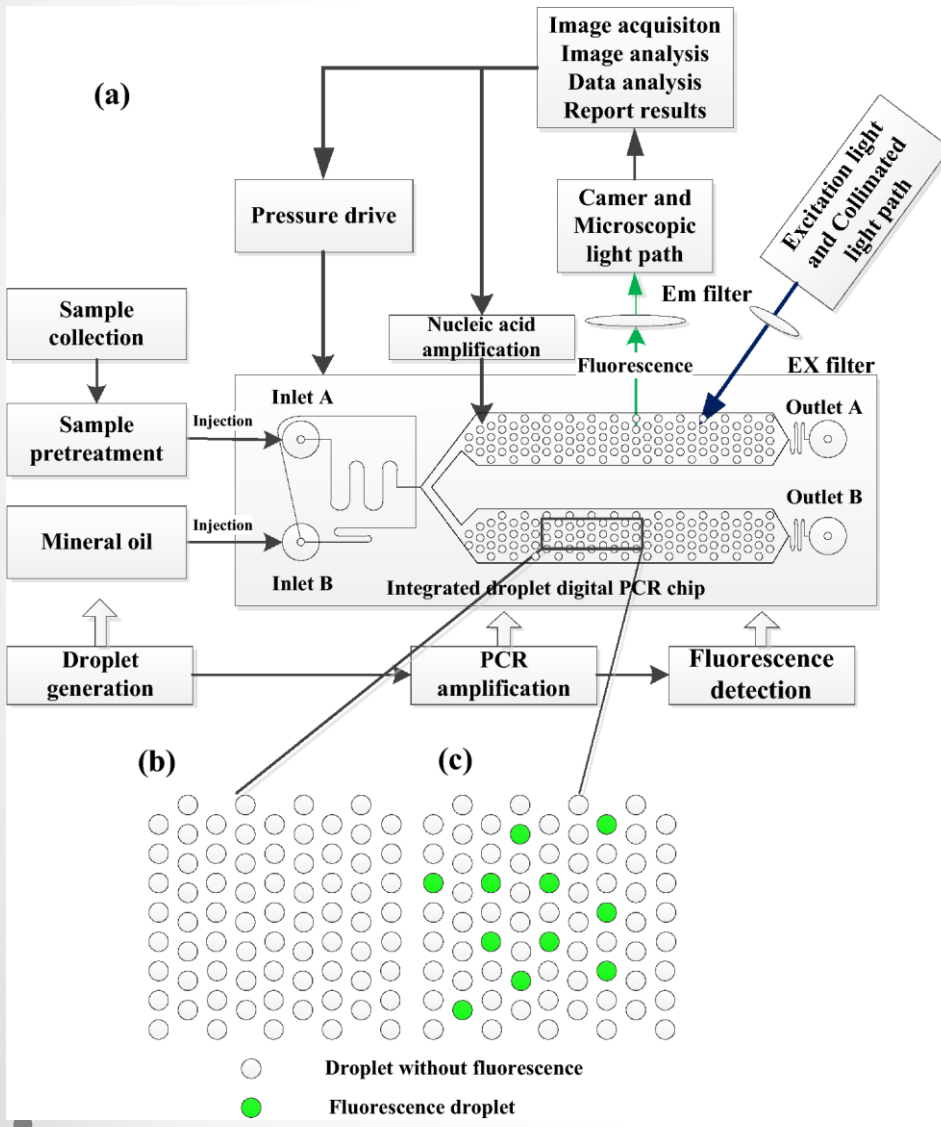 (a)
Image acquisiton
Image analysis
Data analysis
Report results
Pressure drive
Camer and
Microscopic
light path
Excitation light
and Collimated
light path
Em filter
Sample
collection
Nucleic acid
amplification
Fluorescence
EX filter
Inlet A
Outlet A
Injection
Sample
pretreatment
Mineral oil
Injection
Outlet B
Inlet B
Integrated droplet digital PCR chip
Droplet
generation
PCR
amplification
Fluorescence
detection
(b)
(c)
Droplet without fluorescence
Fluorescence droplet